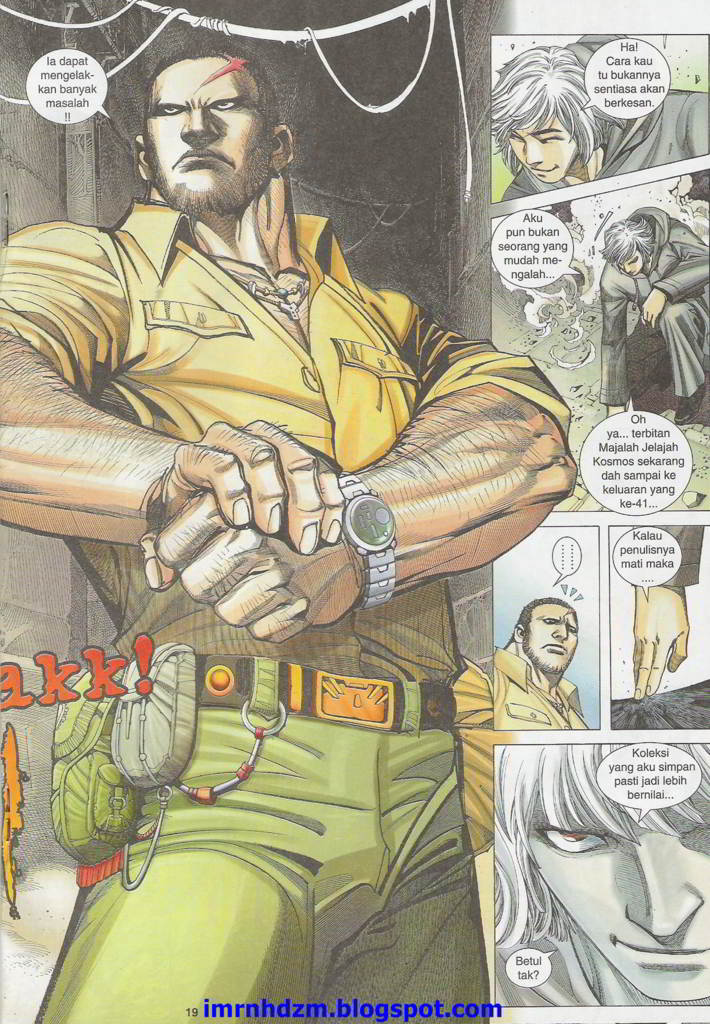 Ia dapat
mengelak-
kan banyak
masalah
!!
Ha!
Cara kau
tu bukannya
sentiasa akan
berkesan.
Aku
pun bukan
seorang yang
mudah me-
ngalah...
Oh
ya... terbitan
Majalah Jelajah
Kosmos sekarang
dah sampai ke
keluaran yang
ke-41...
Kalau
penulisnya
mati maka
....
akk!
Koleksi
yang aku simpan
pasti jadi lebih
bernilai...
Betul
tak?
19
imrnhdzm.blogspot.com